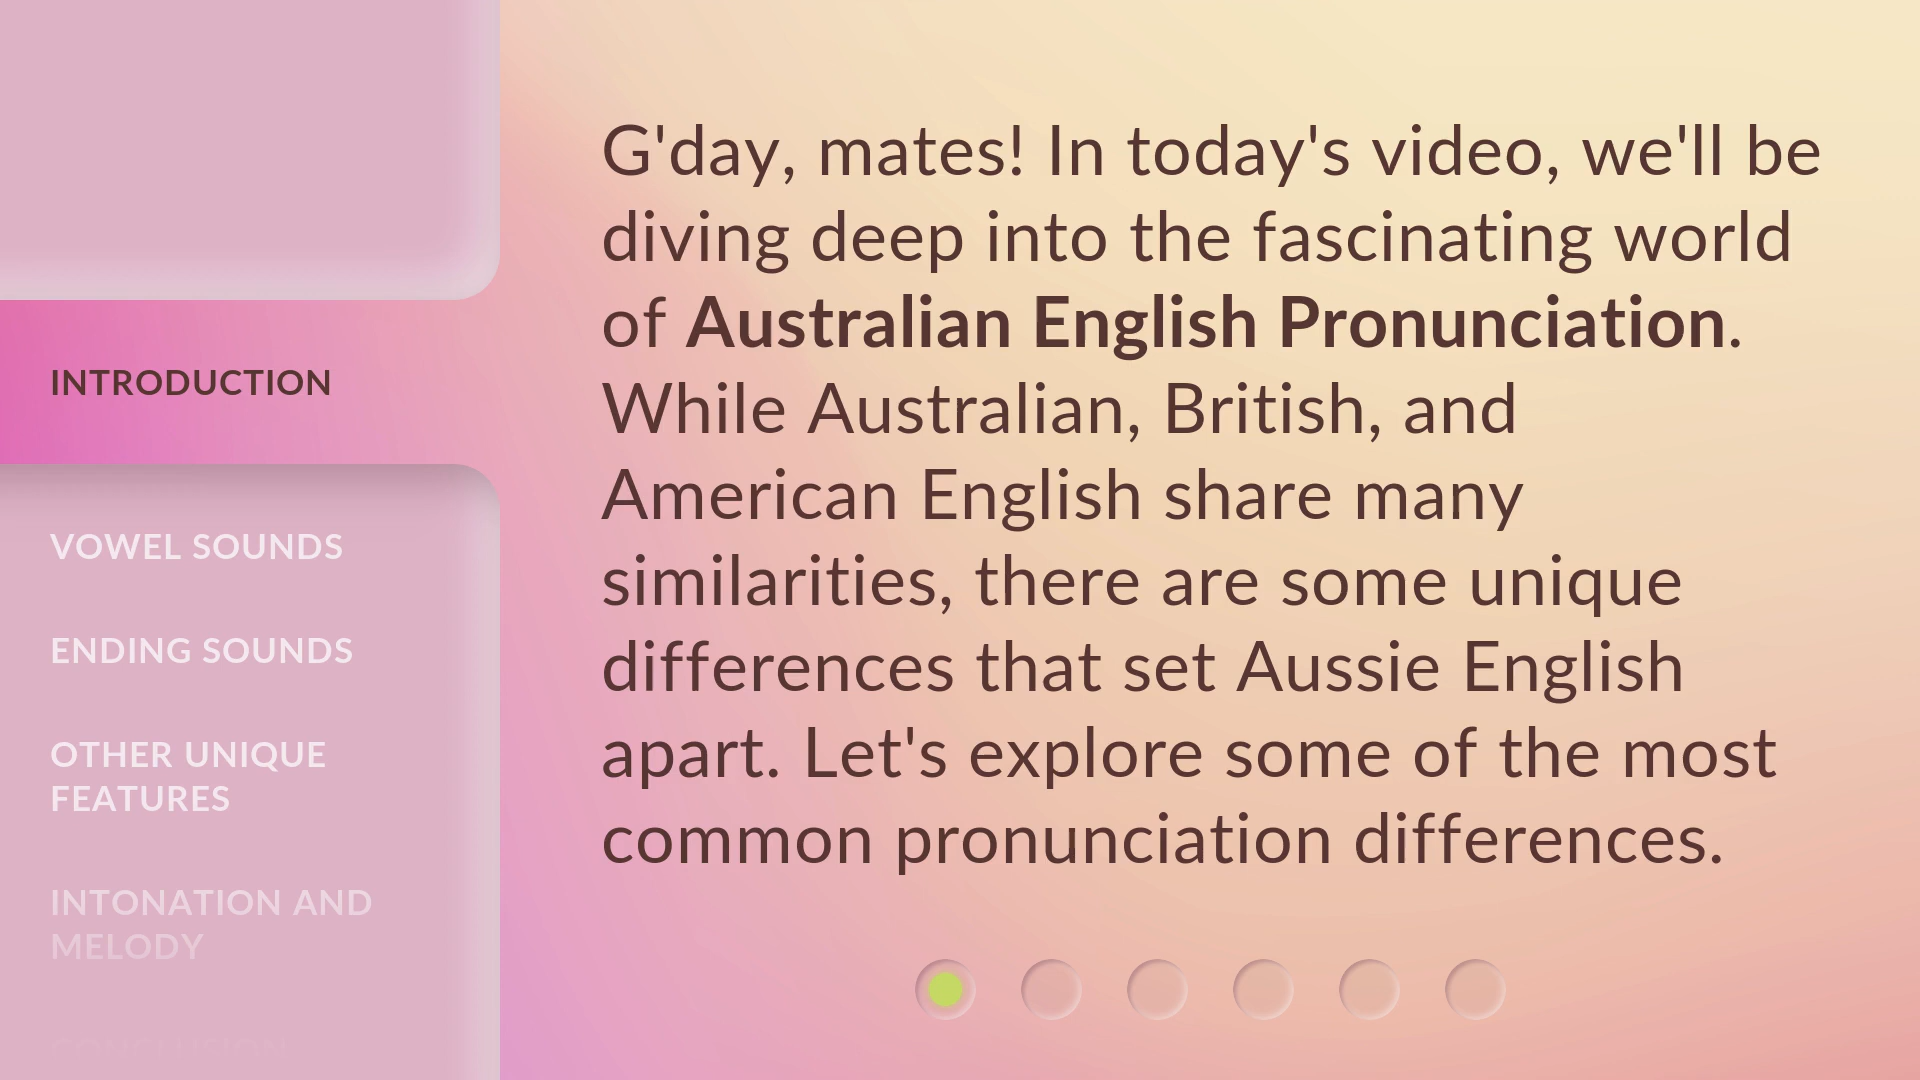 INTRODUCTION
VOWEL SOUNDS
ENDING SOUNDS
OTHER UNIQUE
FEATURES
INTONATION AND
MELODY
CONCLUSION
G'day, mates! In today's video, we'll be
diving deep into the fascinating world
of Australian English Pronunciation.
While Australian, British, and
American English share many
similarities, there are some unique
differences that set Aussie English
apart. Let's explore some of the most
common pronunciation differences.